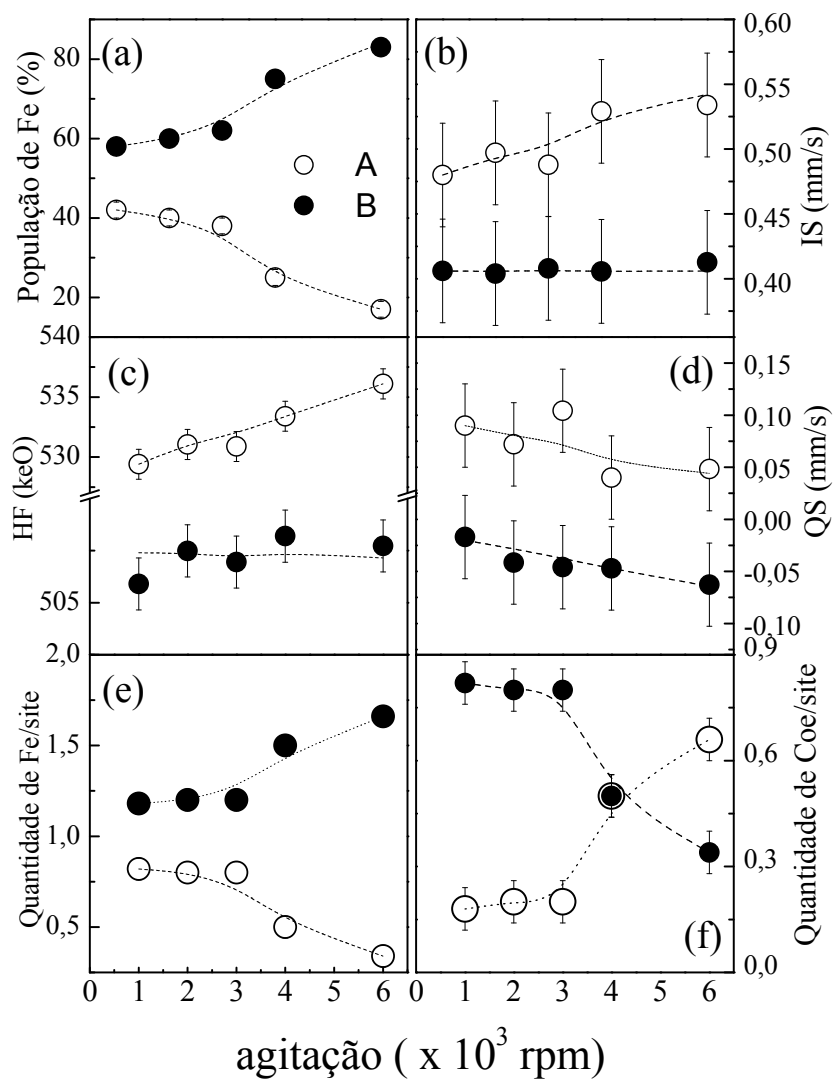 (a)
80
60
40
20
População de Fe (%)
A
B
(b)
0,60
0,55
0,50
0,45
0,40
IS (mm/s)
(c)
540
535
530
505
HF (keO)
(d)
0,15
0,10
0,05
0,00
-0,05
-0,10
QS (mm/s)
(e)
2,0
2,0
1,5
1,0
0,5
Quantidade de Fe/site
0 1 2 3 4 5 6
(f)
0,9
0,9
0,6
0,3
0,0
Quantidade de Coe/site
0 1 2 3 4 5 6
agitação ( x 10³ rpm)